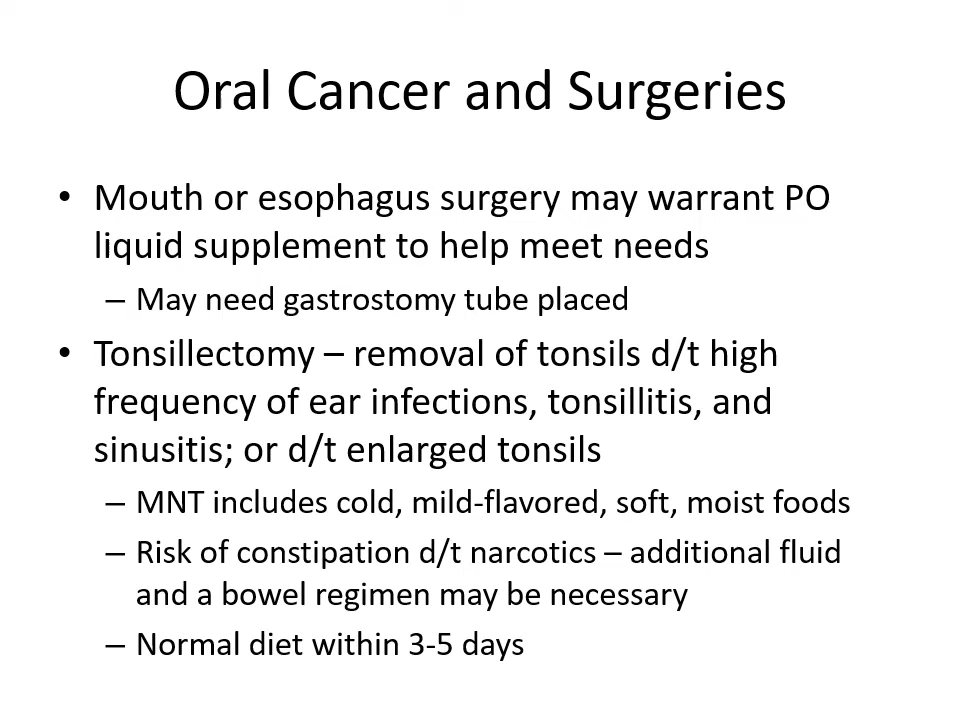 Oral Cancer and Surgeries
• Mouth or esophagus surgery may warrant PO
liquid supplement to help meet needs
– May need gastrostomy tube placed
• Tonsillectomy – removal of tonsils d/t high
frequency of ear infections, tonsillitis, and
sinusitis; or d/t enlarged tonsils
– MNT includes cold, mild-flavored, soft, moist foods
– Risk of constipation d/t narcotics – additional fluid
and a bowel regimen may be necessary
– Normal diet within 3-5 days